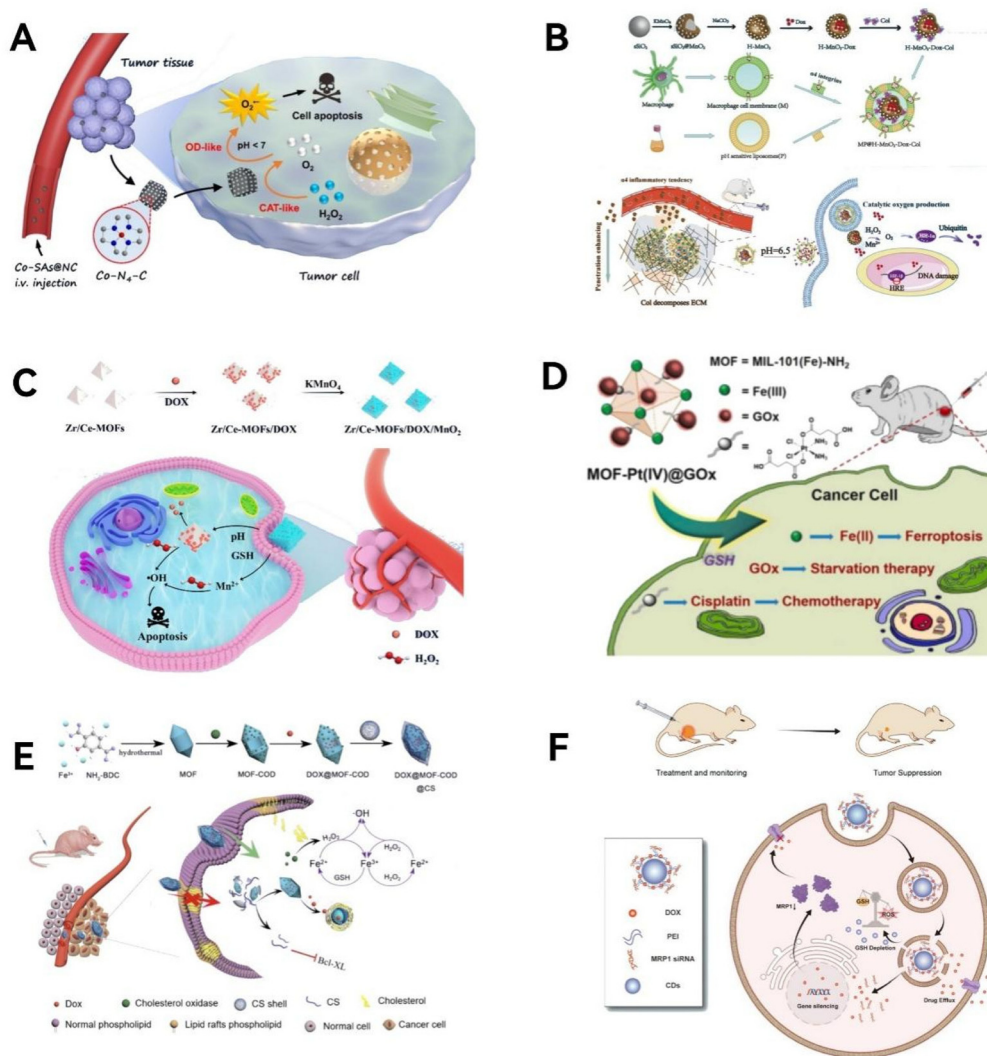 A
Tumor tissue
O₂•⁻
Cell apoptosis
OD-like
pH < 7
O₂
CAT-like
H₂O₂
Co-SAs@NC
i.v. injection
Co-N₄-C
Tumor cell
B
KMnO₄
Na₂CO₃
Dox
Col
sSiO₂
sSiO₂@MnO₂
H-MnO₂
H-MnO₂-Dox
H-MnO₂-Dox-Col
Macrophage
Macrophage cell membrane (M)
α4 integrins
pH sensitive liposomes(P)
MP@H-MnO₂-Dox-Col
α4 inflammatory tendency
Penetration enhancing
pH=6.5
Col decomposes ECM
Catalytic oxygen production
H₂O₂
Mn²⁺
O₂
Ubiquitin
DNA damage
HRE
C
DOX
KMnO₄
Zr/Ce-MOFs
Zr/Ce-MOFs/DOX
Zr/Ce-MOFs/DOX/MnO₂
pH
GSH
•OH
Mn²⁺
Apoptosis
DOX
H₂O₂
D
MOF = MIL-101(Fe)-NH₂
= Fe(III)
= GOx
=
MOF-Pt(IV)@GOx
Cancer Cell
GSH
Fe(II)
Ferroptosis
GOx
Starvation therapy
Cisplatin
Chemotherapy
E
hydrothermal
Fe³⁺
NH₂-BDC
MOF
MOF-COD
DOX@MOF-COD
DOX@MOF-COD
@CS
·OH
H₂O₂
H₂O₂
Fe²⁺
Fe³⁺
Fe²⁺
GSH
H₂O₂
Bcl-XL
Dox
Cholesterol oxidase
CS shell
CS
Cholesterol
Normal phospholipid
Lipid rafts phospholipid
Normal cell
Cancer cell
F
Treatment and monitoring
Tumor Suppression
DOX
PEI
MRP1 siRNA
CDs
CDs
MRP1
GSH
ROS
CDs
GSH Depletion
CDs
Gene silencing
Drug Efflux